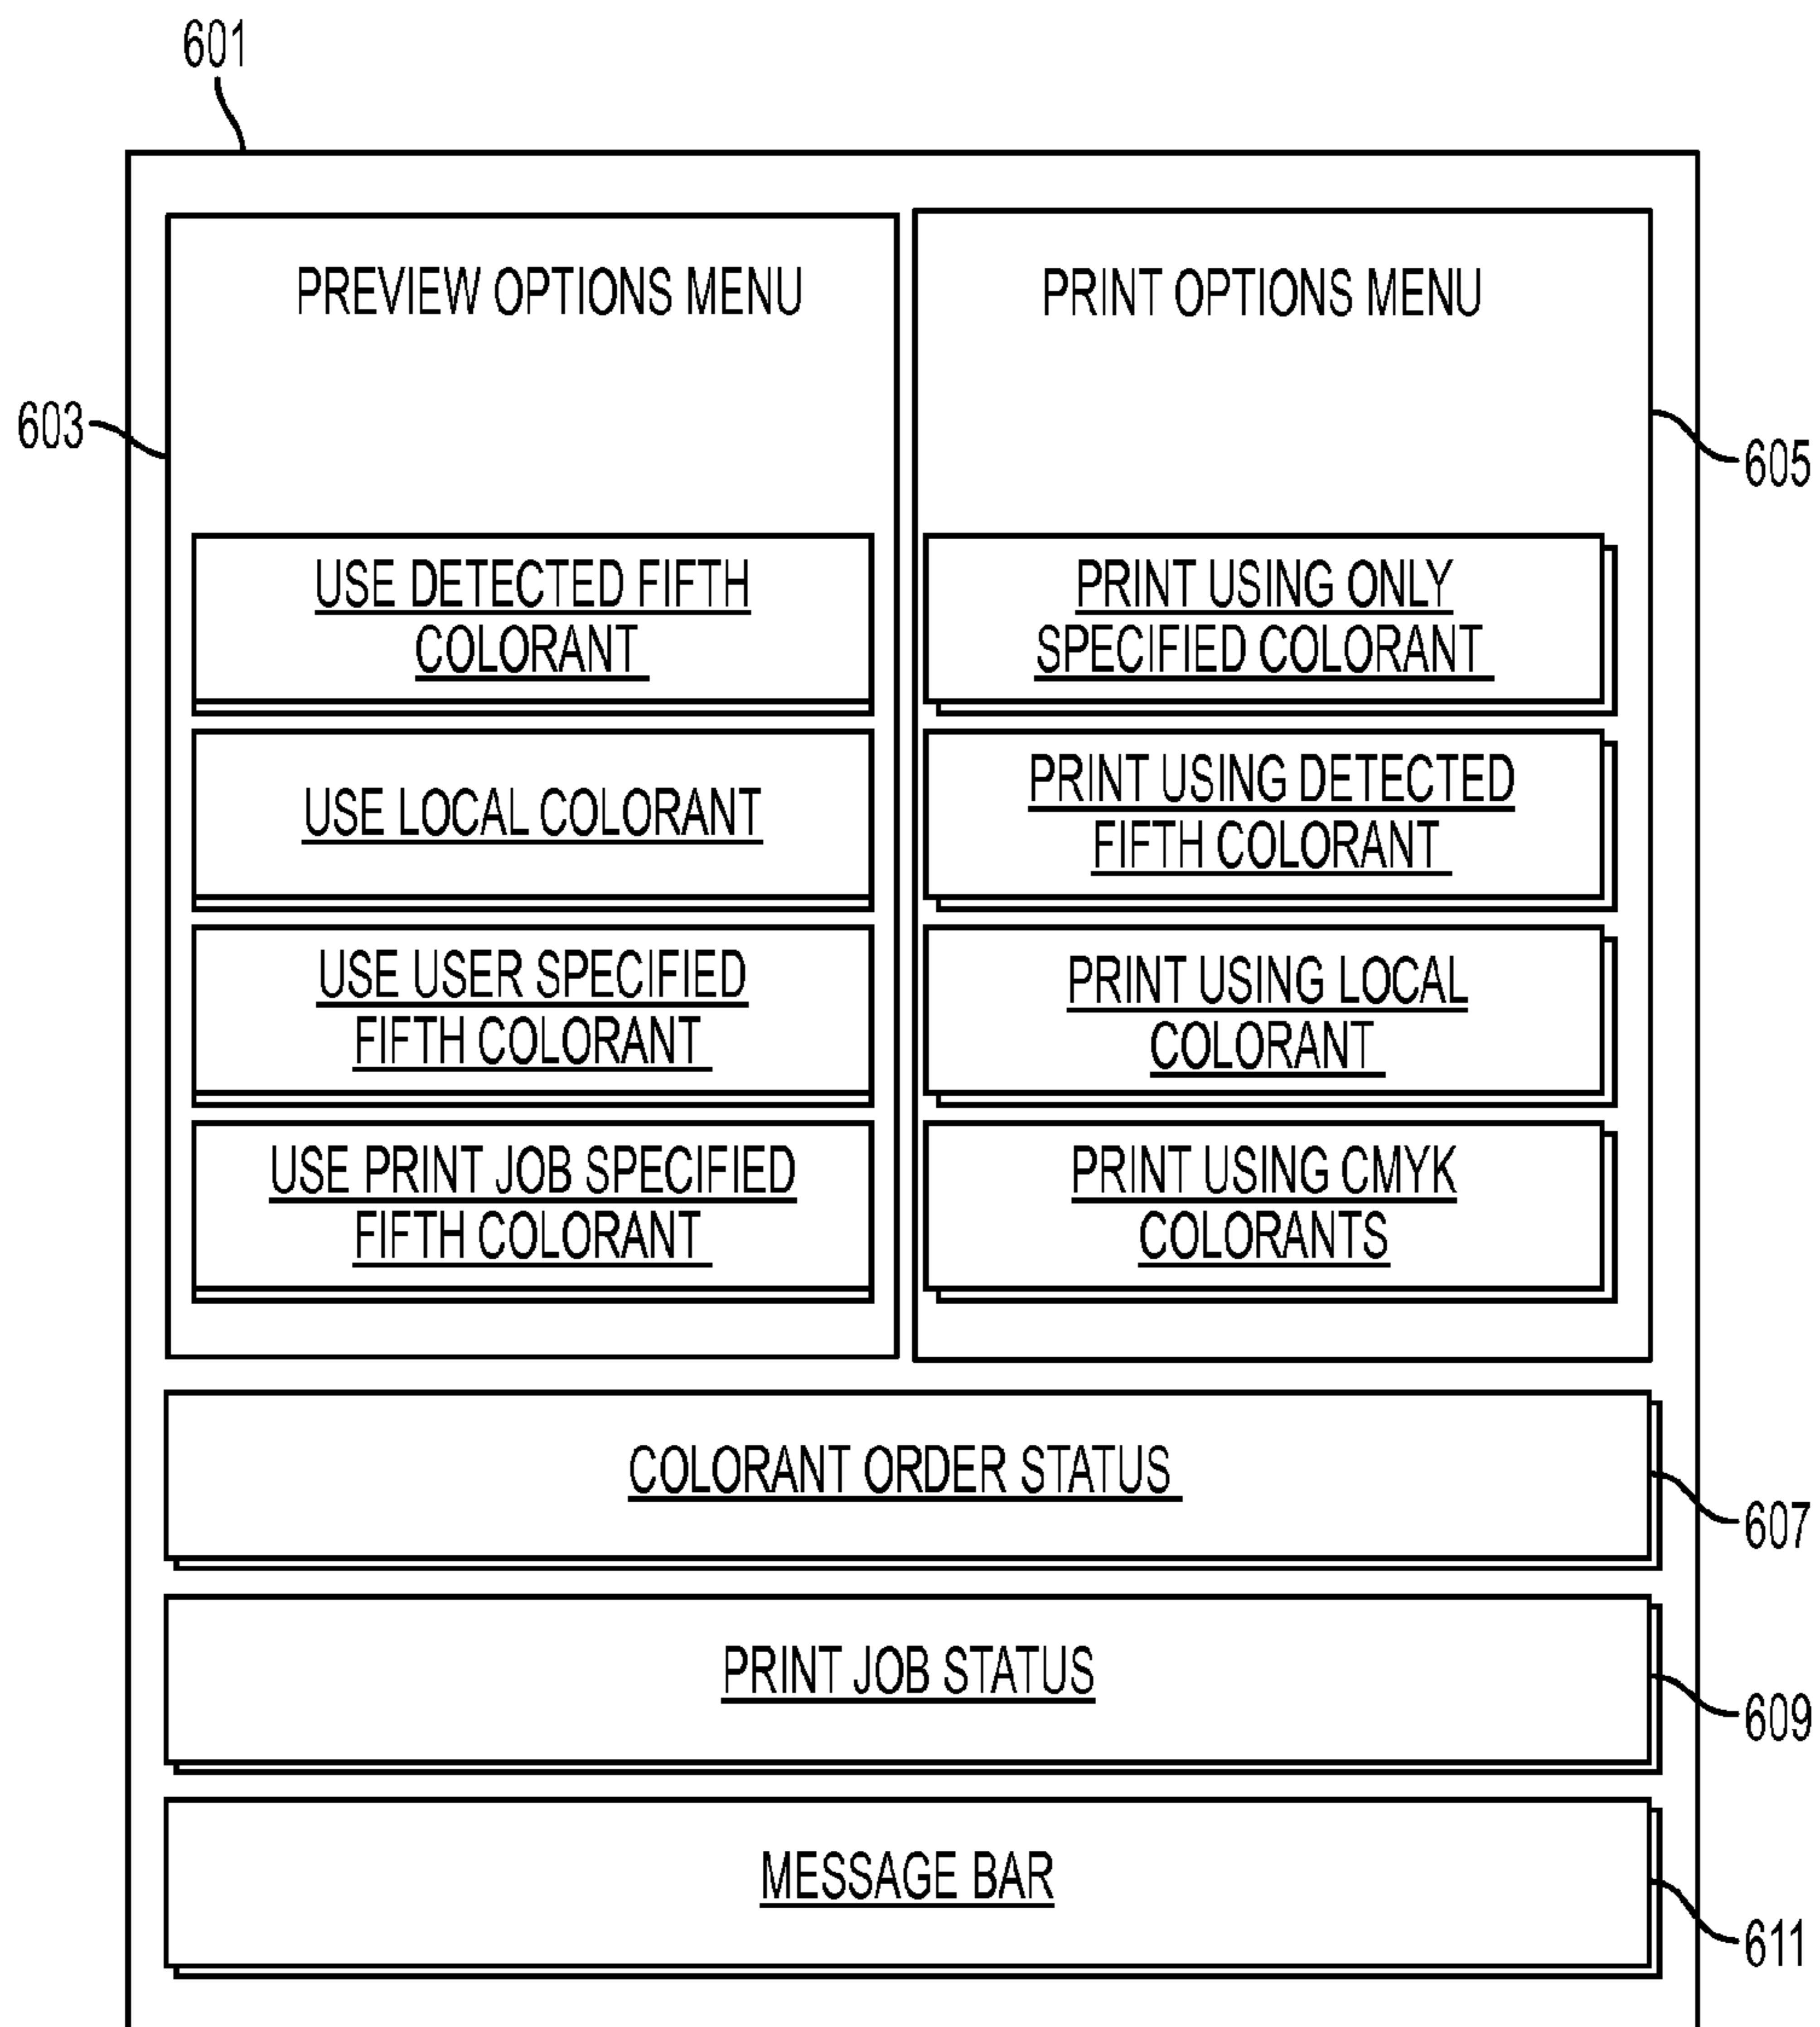 601
PREVIEW OPTIONS MENU
603
USE DETECTED FIFTH
COLORANT
USE LOCAL COLORANT
USE USER SPECIFIED
FIFTH COLORANT
USE PRINT JOB SPECIFIED
FIFTH COLORANT
PRINT OPTIONS MENU
605
PRINT USING ONLY
SPECIFIED COLORANT
PRINT USING DETECTED
FIFTH COLORANT
PRINT USING LOCAL
COLORANT
PRINT USING CMYK
COLORANTS
COLORANT ORDER STATUS
607
PRINT JOB STATUS
609
MESSAGE BAR
611